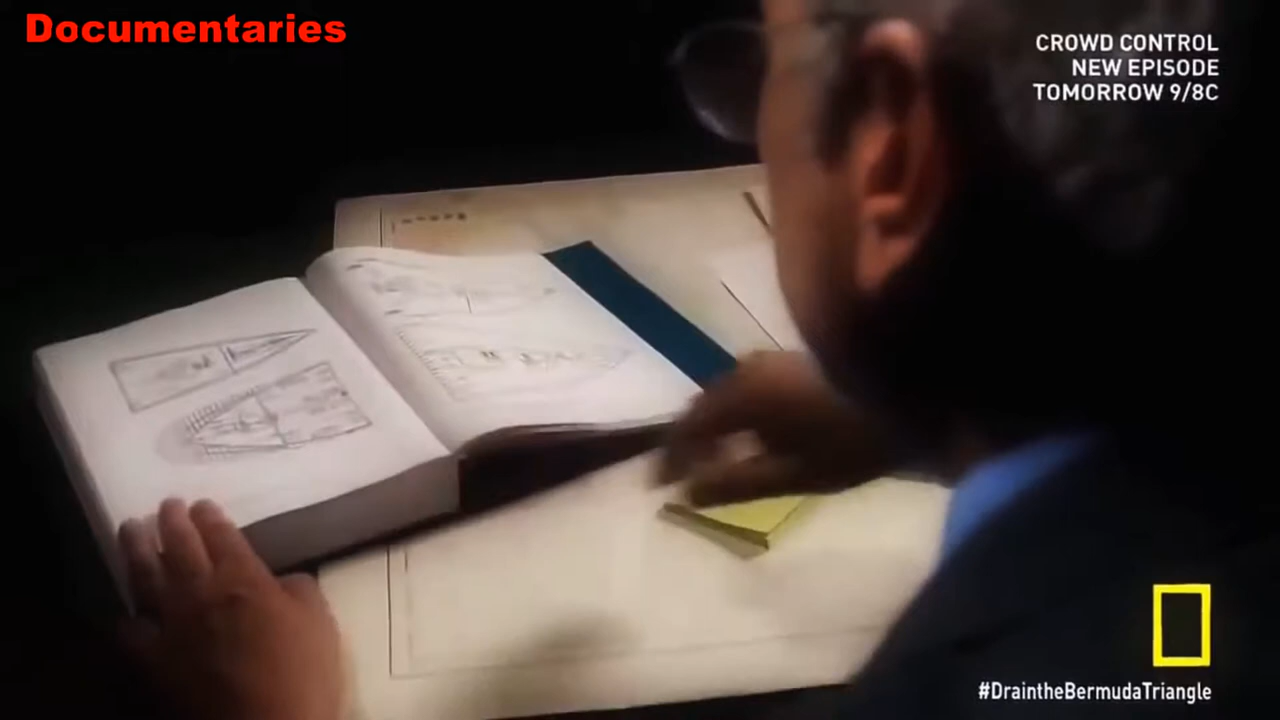 Documentaries
CROWD CONTROL
NEW EPISODE
TOMORROW 9/8C
#DraintheBermudaTriangle